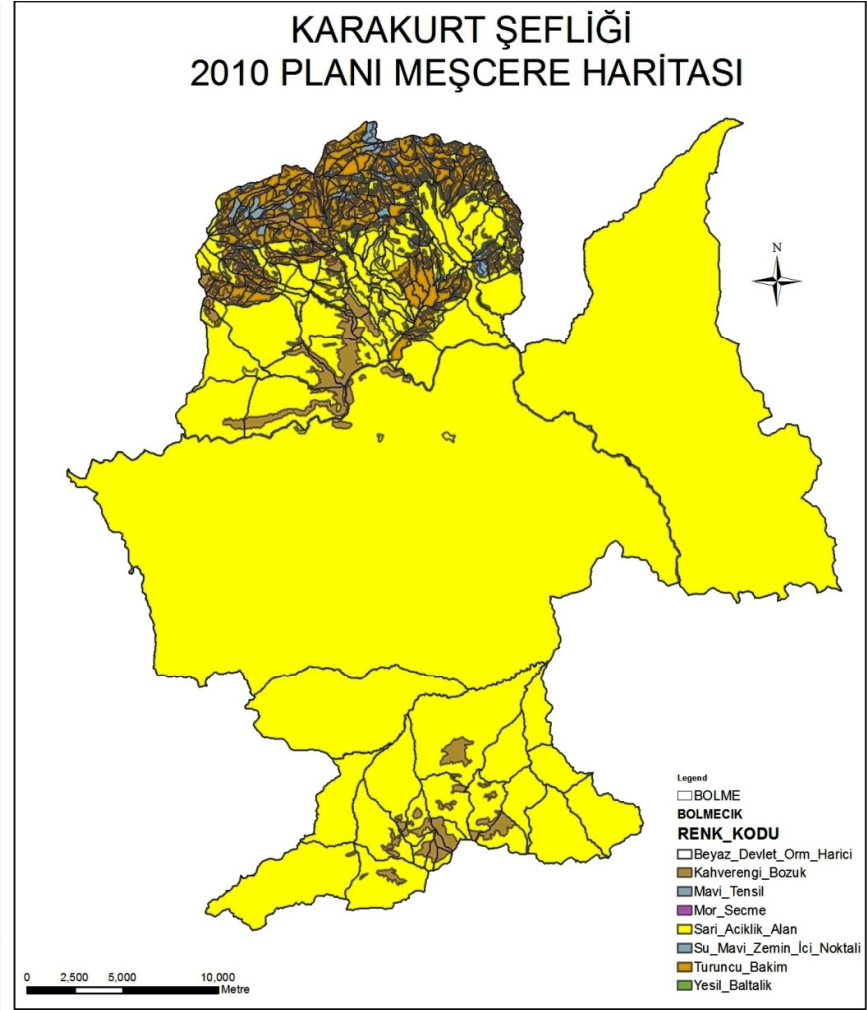 KARAKURT ŞEFLİĞİ
2010 PLANI MEŞCERE HARİTASI
N
Legend
BOLME
BOLMECIK
RENK_KODU
Beyaz_Devlet_Orm_Harici
Kahverengi_Bozuk
Mavi_Tensil
Mor_Secme
Sari_Aciklik_Alan
Su_Mavi_Zemin_İci_Noktali
Turuncu_Bakim
Yesil_Baltalik
0 2,500 5,000 10,000
Metre